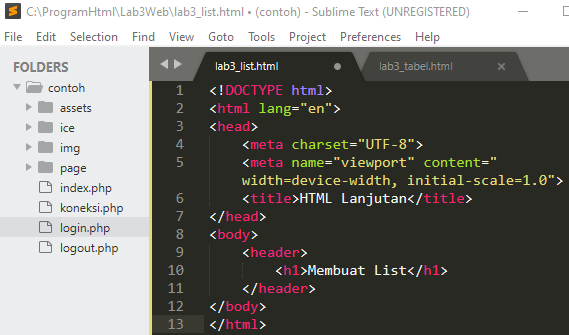 C:\ProgramHtml\Lab3Web\lab3_list.html • (contoh) - Sublime Text (UNREGISTERED)
File Edit Selection Find View Goto Tools Project Preferences Help
FOLDERS
contoh
assets
ice
img
page
index.php
koneksi.php
login.php
logout.php
lab3_list.html
lab3_tabel.html
1 <!DOCTYPE html>
2 <html lang="en">
3 <head>
4 <meta charset="UTF-8">
5 <meta name="viewport" content="
width=device-width, initial-scale=1.0">
6 <title>HTML Lanjutan</title>
7 </head>
8 <body>
9 <header>
10 <h1>Membuat List</h1>
11 </header>
12 </body>
13 </html>